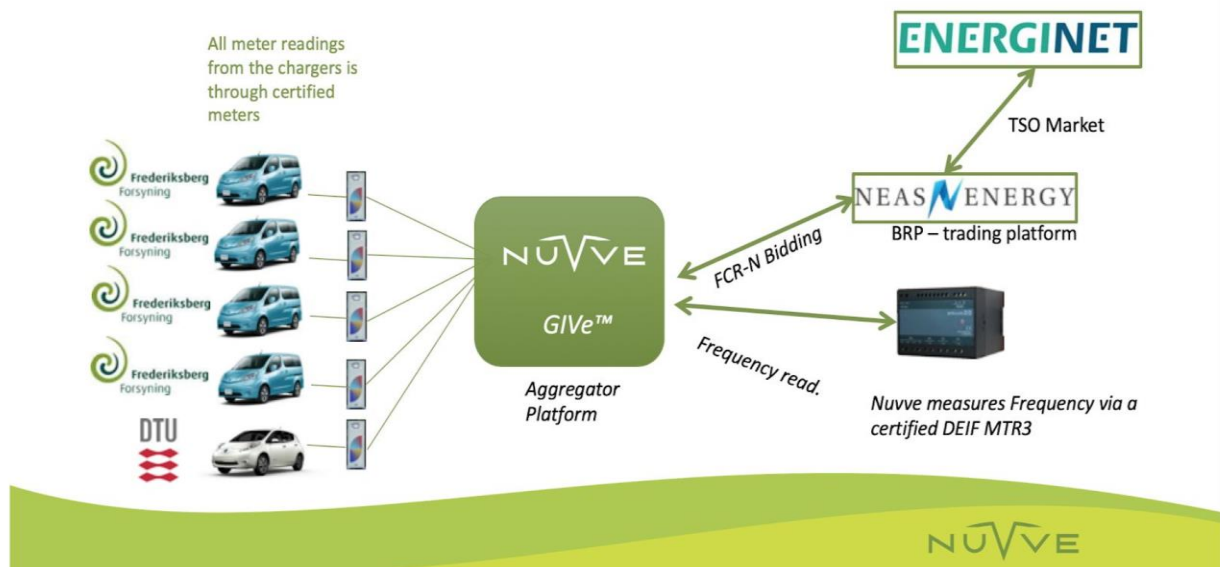 All meter readings
from the chargers is
through certified
meters
Frederiksberg
Forsyning
Frederiksberg
Forsyning
Frederiksberg
Forsyning
Frederiksberg
Forsyning
DTU
NUVVE
GIVe™
Aggregator
Platform
ENERGINET
TSO Market
NEAS ENERGY
BRP – trading platform
FCR-N Bidding
Frequency read.
Nuvve measures Frequency via a
certified DEIF MTR3
NUVVE